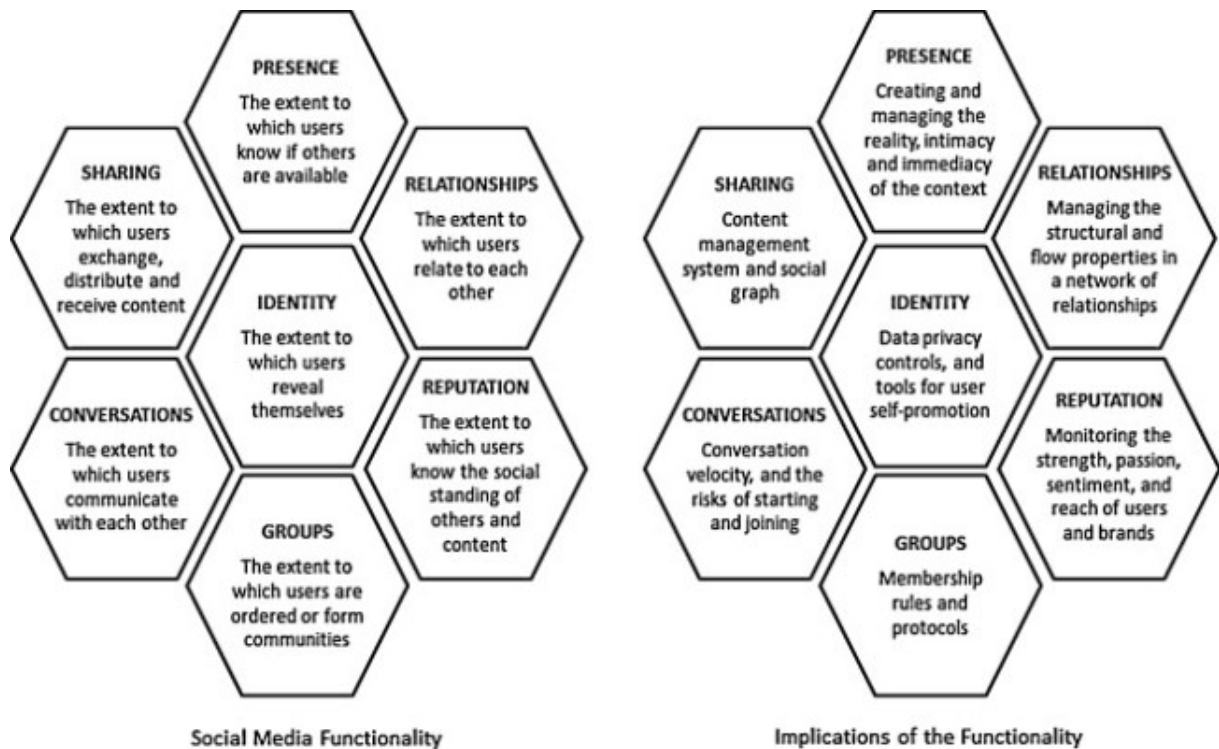 PRESENCE
The extent to
which users
know if others
are available
SHARING
The extent to
which users
exchange,
distribute and
receive content
RELATIONSHIPS
The extent to
which users
relate to each
other
IDENTITY
The extent to
which users
reveal
themselves
CONVERSATIONS
The extent to
which users
communicate
with each other
REPUTATION
The extent to
which users
know the social
standing of
others and
content
GROUPS
The extent to
which users are
ordered or form
communities
Social Media Functionality
PRESENCE
Creating and
managing the
reality, intimacy
and immediacy
of the context
SHARING
Content
management
system and social
graph
RELATIONSHIPS
Managing the
structural and
flow properties in
a network of
relationships
IDENTITY
Data privacy
controls, and
tools for user
self-promotion
CONVERSATIONS
Conversation
velocity, and the
risks of starting
and joining
REPUTATION
Monitoring the
strength, passion,
sentiment, and
reach of users
and brands
GROUPS
Membership
rules and
protocols
Implications of the Functionality